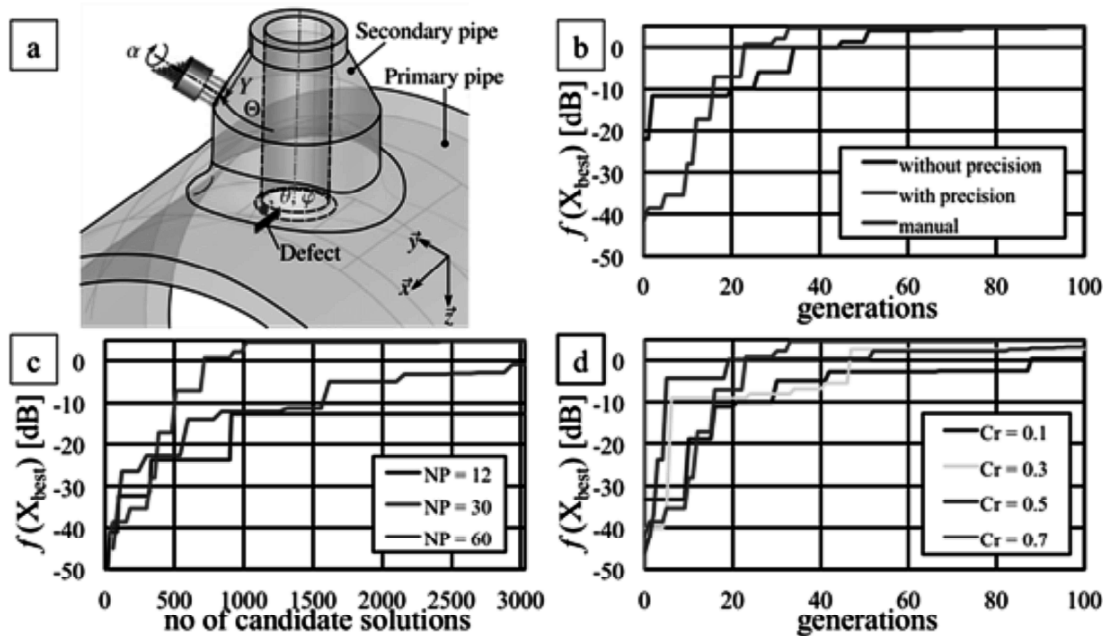 a
α
Y
Θ
Secondary pipe
Primary pipe
θ, φ
Defect
y
x
z
b
f(X_best) [dB]
0
-10
-20
-30
-40
-50
without precision
with precision
manual
0 20 40 60 80 100
generations
c
f(X_best) [dB]
0
-10
-20
-30
-40
-50
NP = 12
NP = 30
NP = 60
0 500 1000 1500 2000 2500 3000
no of candidate solutions
d
f(X_best) [dB]
0
-10
-20
-30
-40
-50
Cr = 0.1
Cr = 0.3
Cr = 0.5
Cr = 0.7
0 20 40 60 80 100
generations